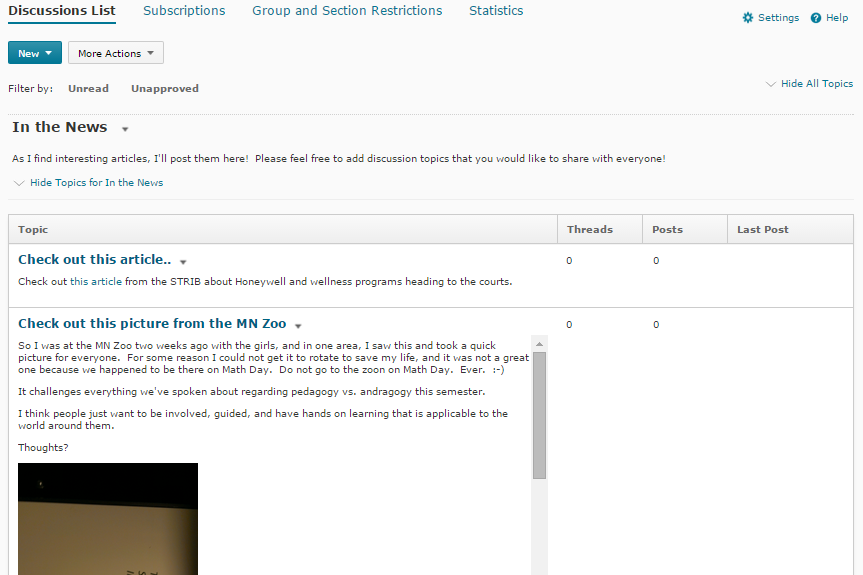 Discussions List Subscriptions Group and Section Restrictions Statistics
Settings Help
New More Actions
Filter by: Unread Unapproved
Hide All Topics
In the News
As I find interesting articles, I'll post them here! Please feel free to add discussion topics that you would like to share with everyone!
Hide Topics for In the News
Topic Threads Posts Last Post
Check out this article.. 0 0
Check out this article from the STRIB about Honeywell and wellness programs heading to the courts.
Check out this picture from the MN Zoo 0 0
So I was at the MN Zoo two weeks ago with the girls, and in one area, I saw this and took a quick
picture for everyone. For some reason I could not get it to rotate to save my life, and it was not a great
one because we happened to be there on Math Day. Do not go to the zoon on Math Day. Ever. :-)
It challenges everything we've spoken about regarding pedagogy vs. andragogy this semester.
I think people just want to be involved, guided, and have hands on learning that is applicable to the
world around them.
Thoughts?